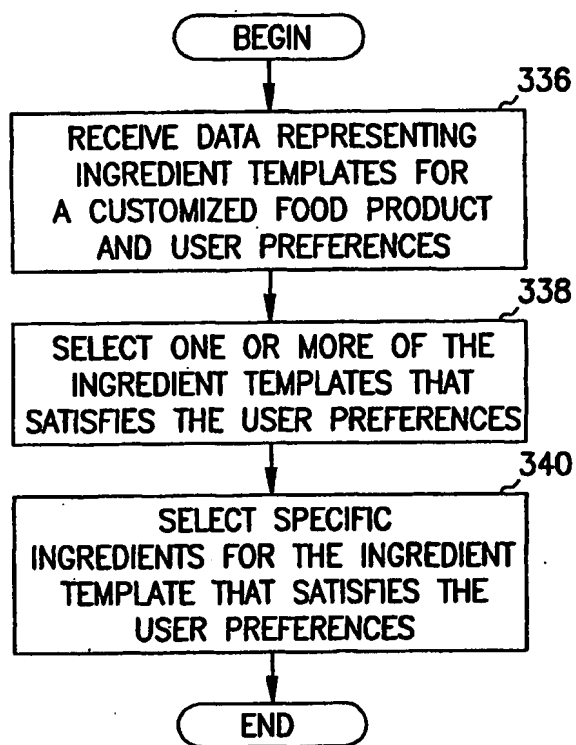 BEGIN
336
RECEIVE DATA REPRESENTING
INGREDIENT TEMPLATES FOR
A CUSTOMIZED FOOD PRODUCT
AND USER PREFERENCES
338
SELECT ONE OR MORE OF THE
INGREDIENT TEMPLATES THAT
SATISFIES THE USER PREFERENCES
340
SELECT SPECIFIC
INGREDIENTS FOR THE INGREDIENT
TEMPLATE THAT SATISFIES THE
USER PREFERENCES
END